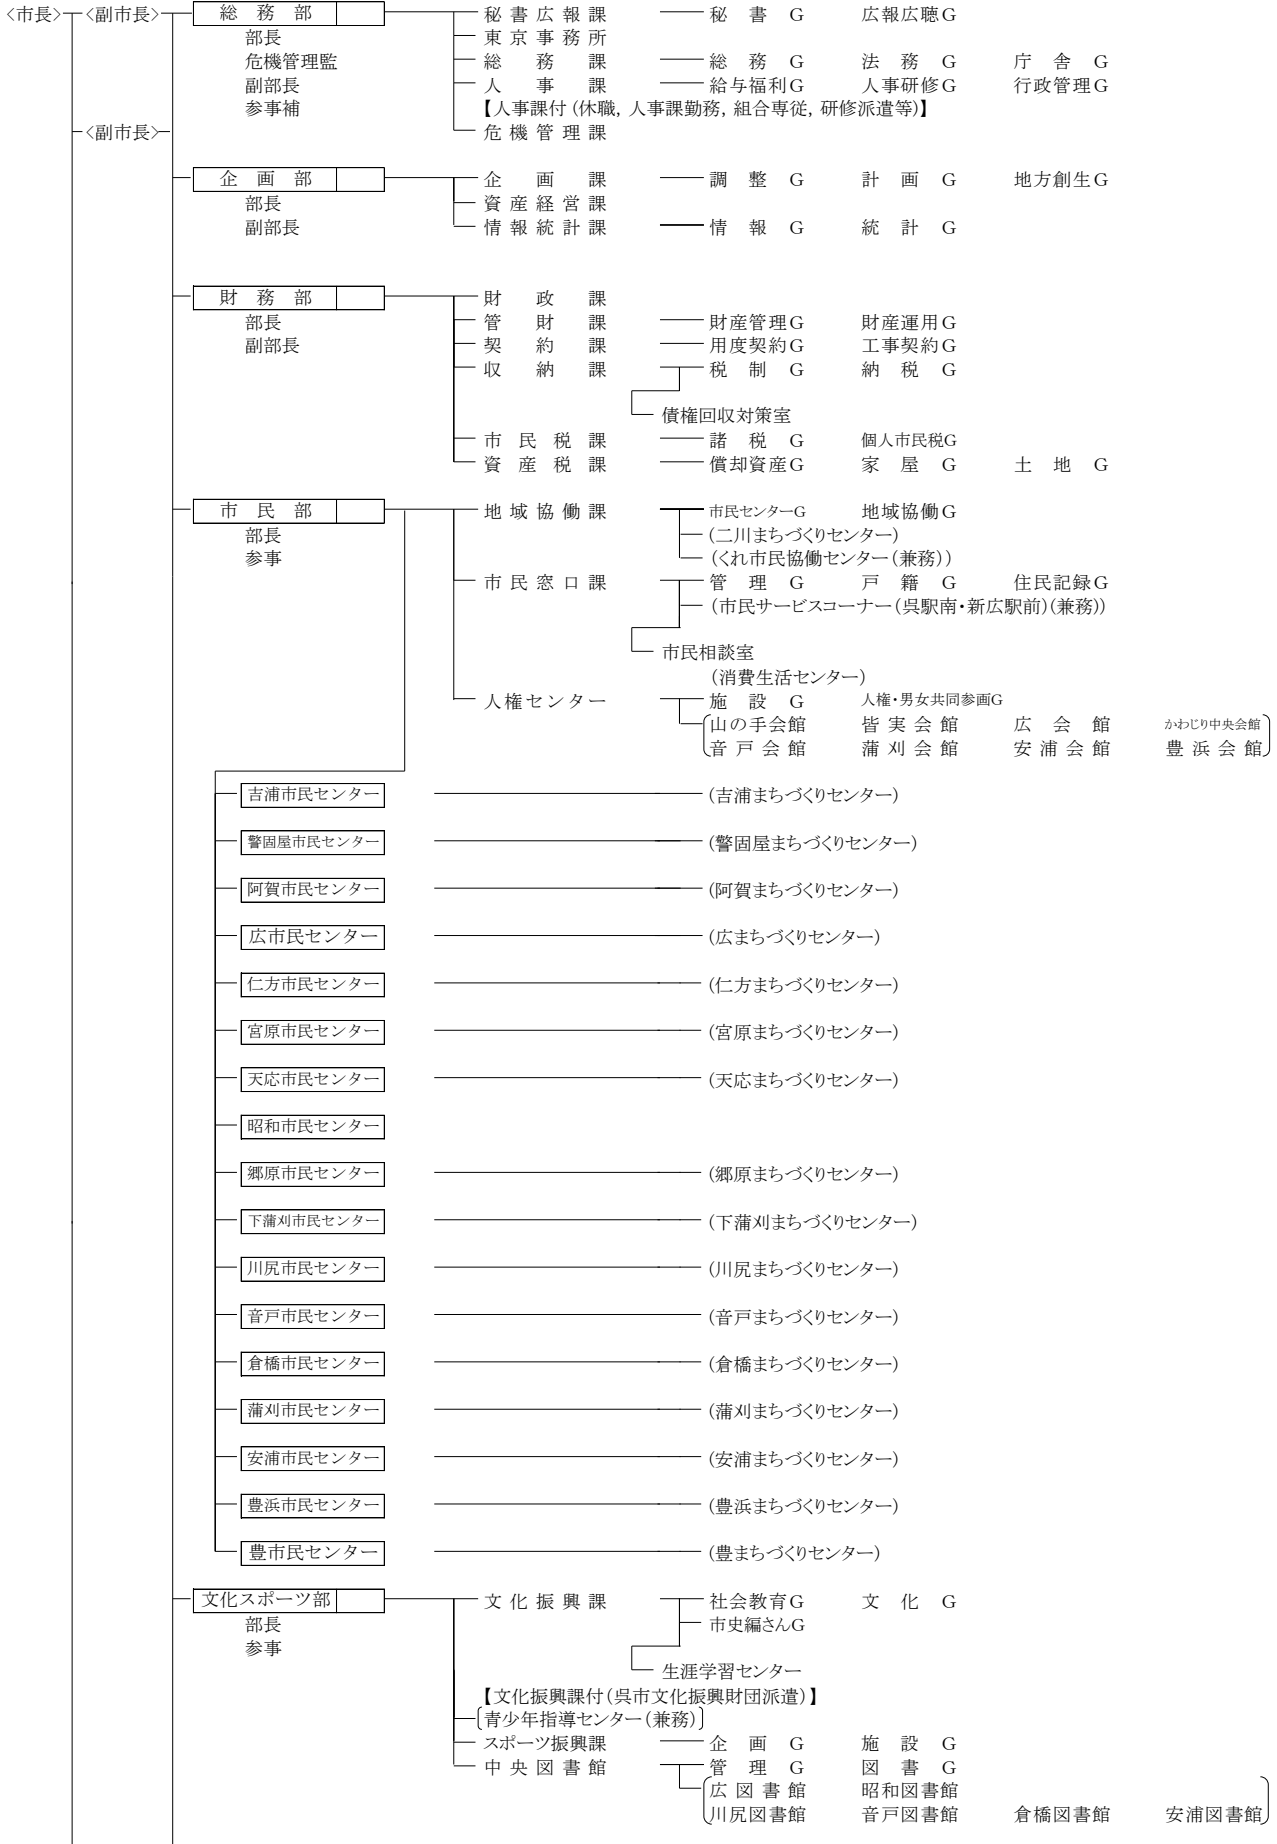 <市長> <副市長> 総務部 秘書広報課 秘書G 広報広聴G
部長 東京事務所
危機管理監 総務課 総務G 法務G 庁舎G
副部長 人事課 給与福利G 人事研修G 行政管理G
参事補 【人事課付(休職,人事課勤務,組合専従,研修派遣等)】
<副市長> 危機管理課
企画部 企画課 調整G 計画G 地方創生G
部長 資産経営課
副部長 情報統計課 情報G 統計G
財務部 財政課
部長 管財課 財産管理G 財産運用G
副部長 契約課 用度契約G 工事契約G
収納課 税制G 納税G
債権回収対策室
市民税課 諸税G 個人市民税G
資産税課 償却資産G 家屋G 土地G
市民部 地域協働課 市民センターG 地域協働G
部長 (二川まちづくりセンター)
参事 (くれ市民協働センター(兼務))
市民窓口課 管理G 戸籍G 住民記録G
(市民サービスコーナー(呉駅南・新広駅前)(兼務))
市民相談室
(消費生活センター)
人権センター 施設G 人権・男女共同参画G
山の手会館 皆実会館 広会館 かわじり中央会館
音戸会館 蒲刈会館 安浦会館 豊浜会館
吉浦市民センター (吉浦まちづくりセンター)
警固屋市民センター (警固屋まちづくりセンター)
阿賀市民センター (阿賀まちづくりセンター)
広市民センター (広まちづくりセンター)
仁方市民センター (仁方まちづくりセンター)
宮原市民センター (宮原まちづくりセンター)
天応市民センター (天応まちづくりセンター)
昭和市民センター
郷原市民センター (郷原まちづくりセンター)
下蒲刈市民センター (下蒲刈まちづくりセンター)
川尻市民センター (川尻まちづくりセンター)
音戸市民センター (音戸まちづくりセンター)
倉橋市民センター (倉橋まちづくりセンター)
蒲刈市民センター (蒲刈まちづくりセンター)
安浦市民センター (安浦まちづくりセンター)
豊浜市民センター (豊浜まちづくりセンター)
豊市民センター (豊まちづくりセンター)
文化スポーツ部 文化振興課 社会教育G 文化G
部長 市史編さんG
参事
生涯学習センター
【文化振興課付(呉市文化振興財団派遣)】
〔青少年指導センター(兼務)〕
スポーツ振興課 企画G 施設G
中央図書館 管理G 図書G
広図書館 昭和図書館
川尻図書館 音戸図書館 倉橋図書館 安浦図書館